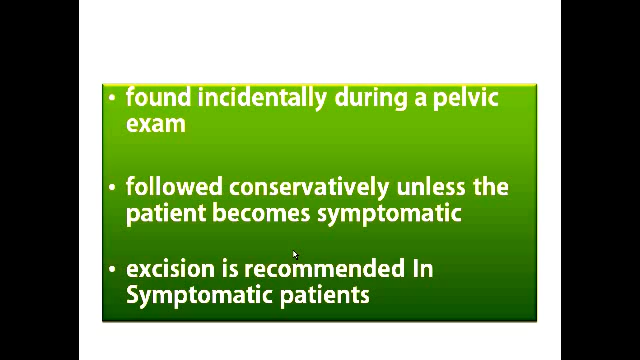 • found incidentally during a pelvic
exam
• followed conservatively unless the
patient becomes symptomatic
• excision is recommended In
Symptomatic patients